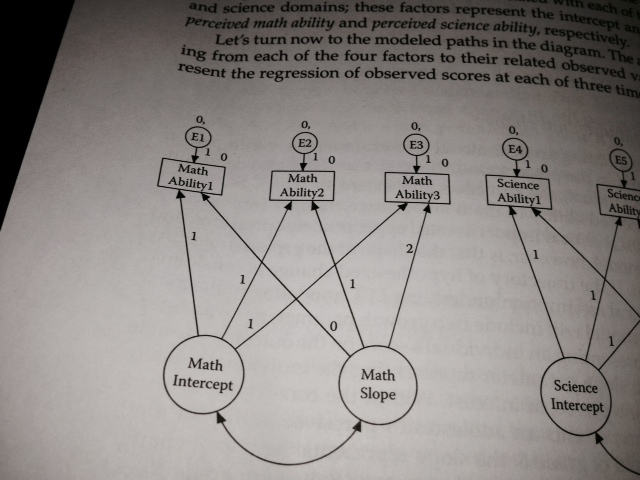 and science domains; these factors represent the intercept an
perceived math ability and perceived science ability, respectively.
Let's turn now to the modeled paths in the diagram. The a
ing from each of the four factors to their related observed v
resent the regression of observed scores at each of three tim
0,
0,
0,
0,
0,
E1
E2
E3
E4
E5
1 0
1 0
1 0
1 0
1
Math
Ability1
Math
Ability2
Math
Ability3
Science
Ability1
Science
Ability
1
1
1
0
1
2
1
1
1
Math
Intercept
Math
Slope
Science
Intercept